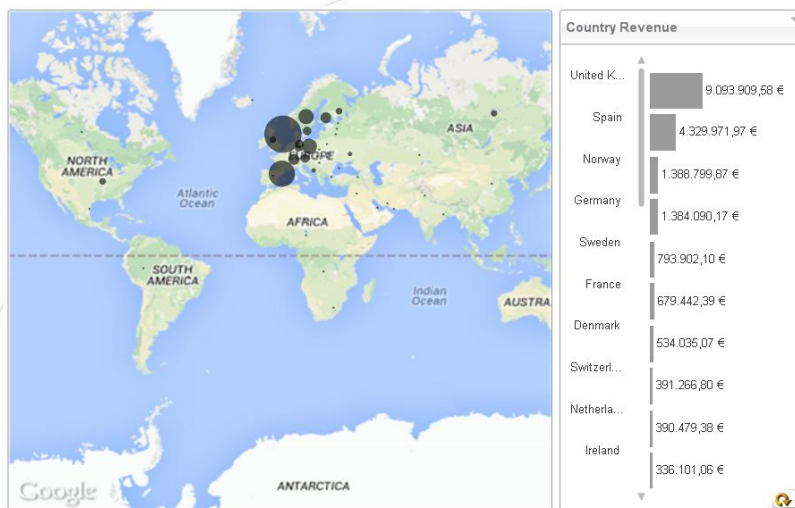 NORTH
AMERICA
Atlantic
Ocean
EUROPE
ASIA
AFRICA
SOUTH
AMERICA
Indian
Ocean
AUSTRA
ANTARCTICA
Google
Country Revenue
United K...
9.093.909,58 €
Spain
4.329.971,97 €
Norway
1.388.799,87 €
Germany
1.384.090,17 €
Sweden
793.902,10 €
France
679.442,39 €
Denmark
534.035,07 €
Switzerl...
391.266,80 €
Netherla...
390.479,38 €
Ireland
336.101,06 €